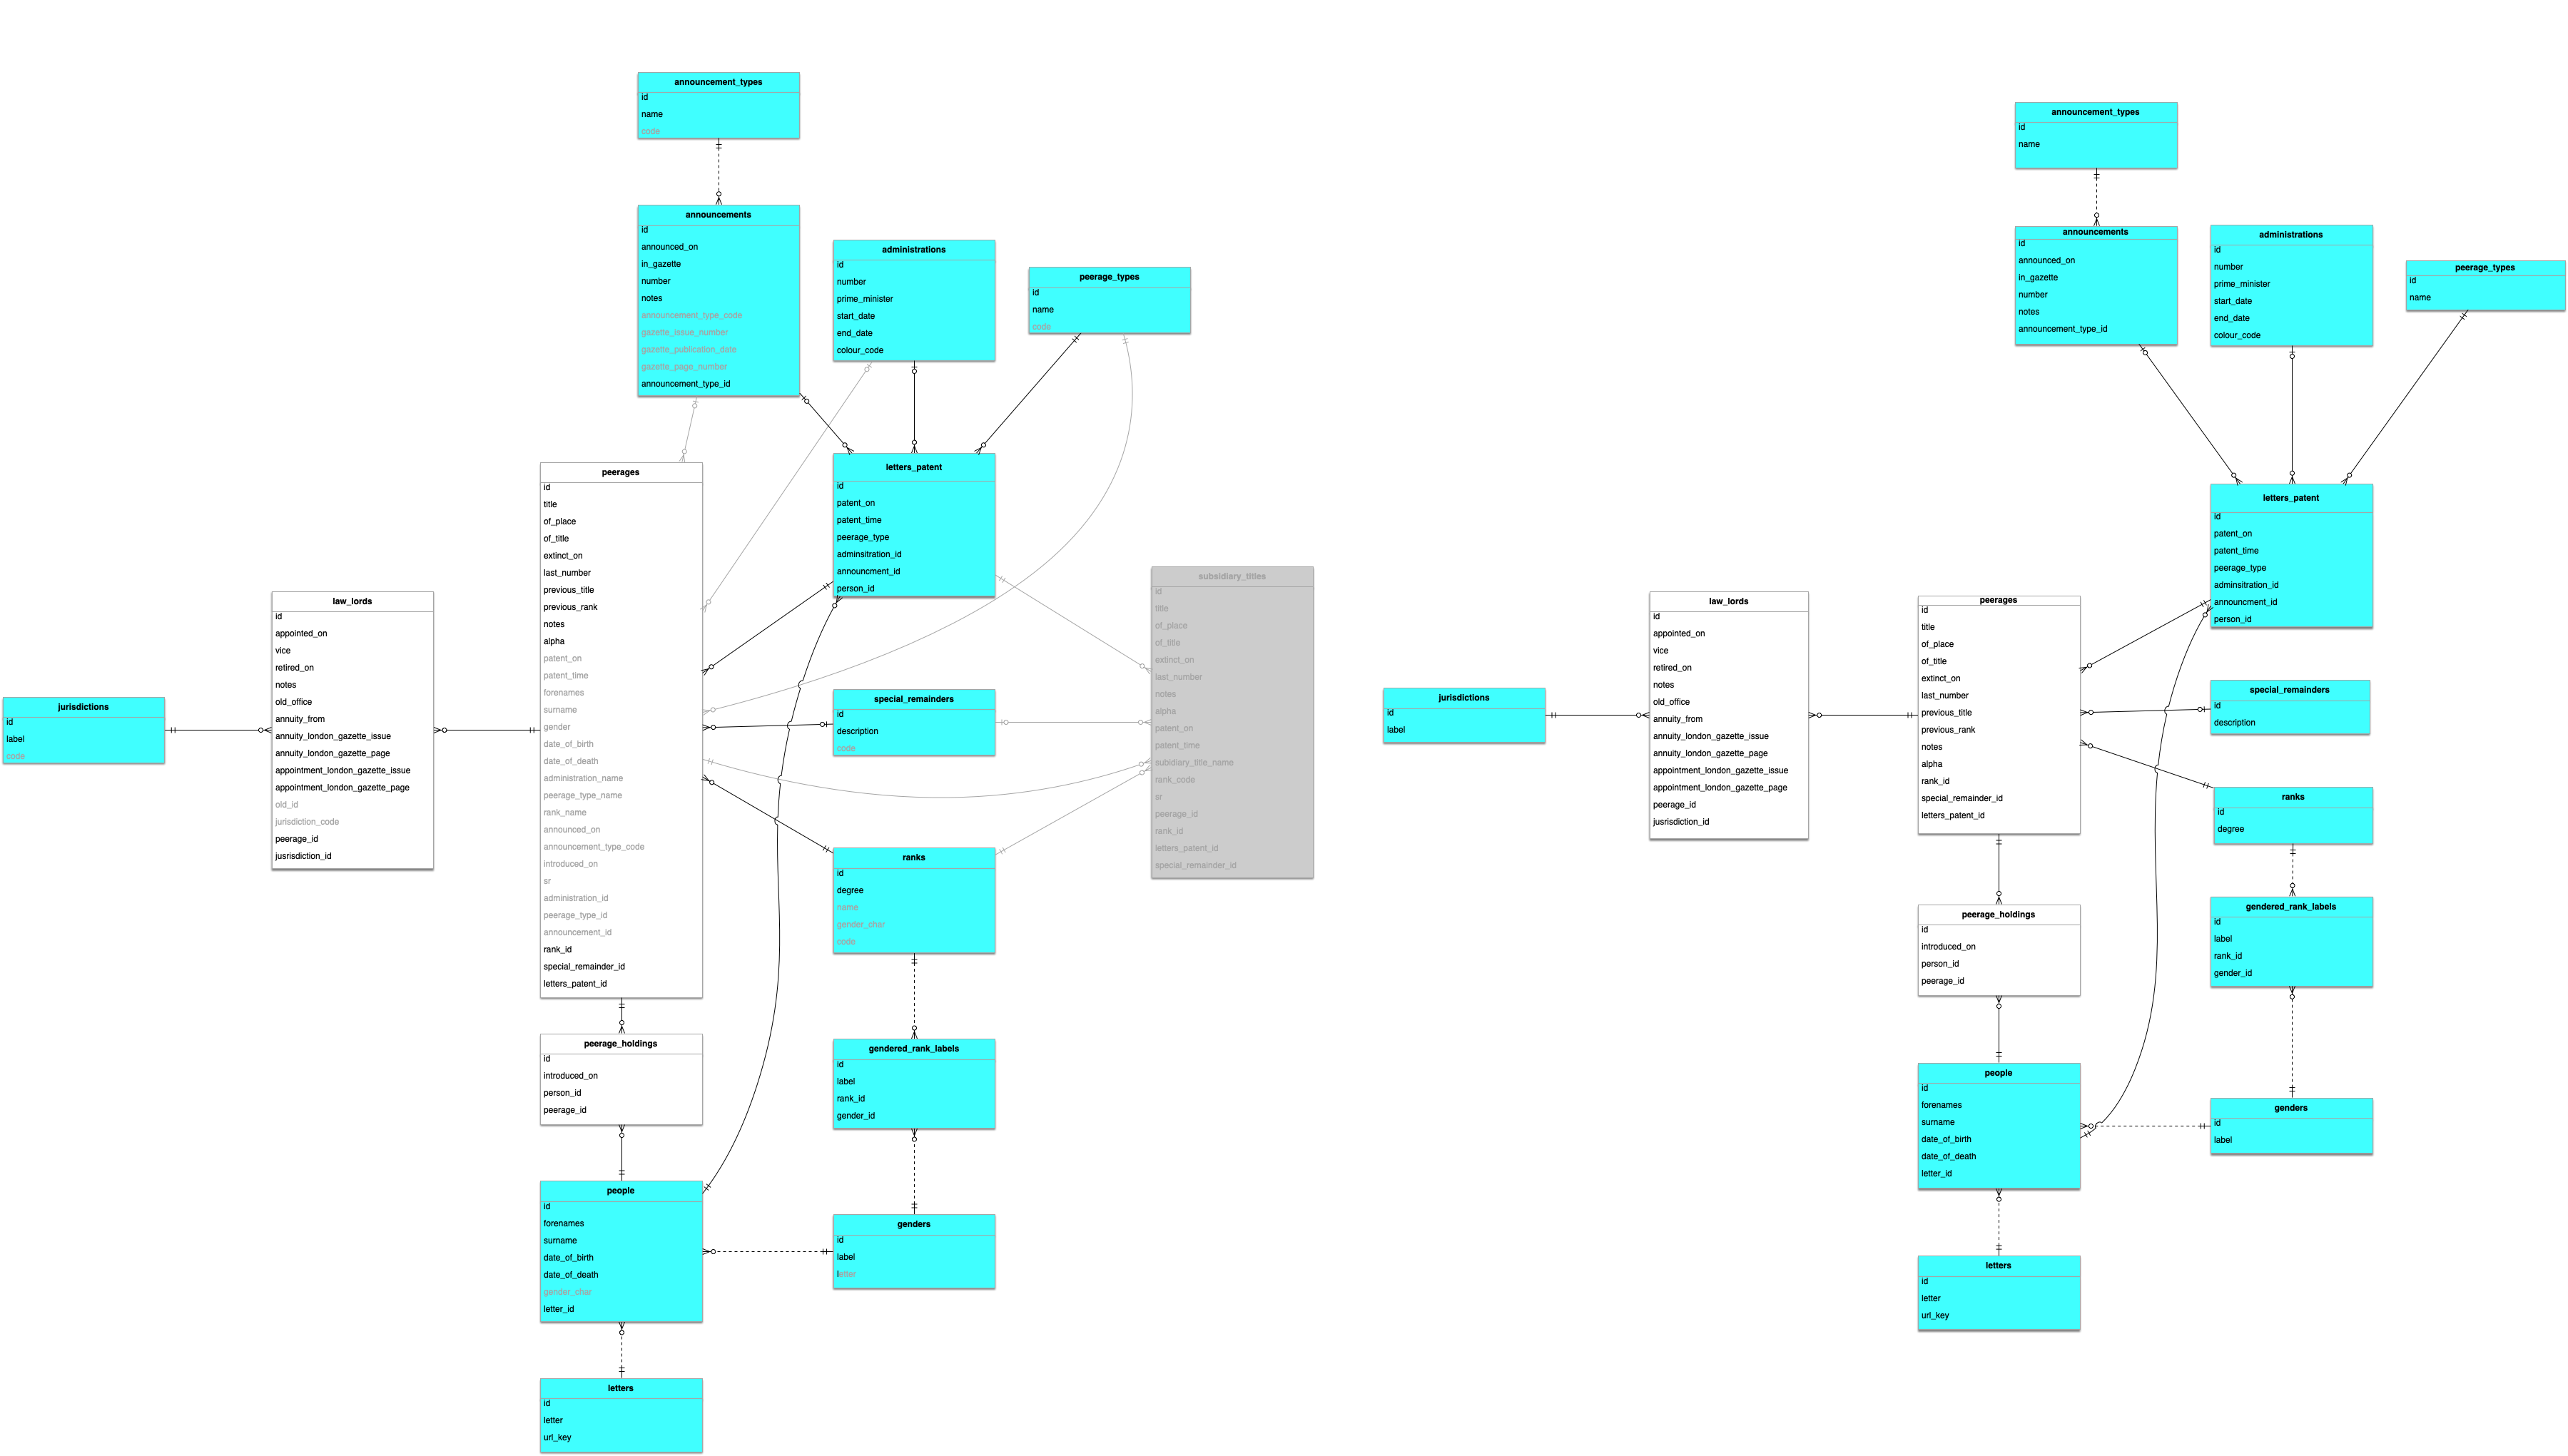 announcement_types
id
name
code
announcements
id
announced_on
in_gazette
number
notes
announcement_type_code
gazette_issue_number
gazette_publication_date
gazette_page_number
announcement_type_id
administrations
id
number
prime_minister
start_date
end_date
colour_code
peerage_types
id
name
code
letters_patent
id
patent_on
patent_time
peerage_type
adminsitration_id
announcment_id
person_id
peerages
id
title
of_place
of_title
extinct_on
last_number
previous_title
previous_rank
notes
alpha
patent_on
patent_time
forenames
surname
gender
date_of_birth
date_of_death
administration_name
peerage_type_name
rank_name
announced_on
announcement_type_code
introduced_on
sr
administration_id
peerage_type_id
announcement_id
rank_id
special_remainder_id
letters_patent_id
law_lords
id
appointed_on
vice
retired_on
notes
old_office
annuity_from
annuity_london_gazette_issue
annuity_london_gazette_page
appointment_london_gazette_issue
appointment_london_gazette_page
old_id
jurisdiction_code
peerage_id
jusrisdiction_id
jurisdictions
id
label
code
subsidiary_titles
id
title
of_place
of_title
extinct_on
last_number
notes
alpha
patent_on
patent_time
subidiary_title_name
rank_code
sr
peerage_id
rank_id
letters_patent_id
special_remainder_id
special_remainders
id
description
code
ranks
id
degree
name
gender_char
code
peerage_holdings
id
introduced_on
person_id
peerage_id
gendered_rank_labels
id
label
rank_id
gender_id
people
id
forenames
surname
date_of_birth
date_of_death
gender_char
letter_id
genders
id
label
letter
letters
id
letter
url_key
announcement_types
id
name
announcements
id
announced_on
in_gazette
number
notes
announcement_type_id
administrations
id
number
prime_minister
start_date
end_date
colour_code
peerage_types
id
name
letters_patent
id
patent_on
patent_time
peerage_type
adminsitration_id
announcment_id
person_id
jurisdictions
id
label
law_lords
id
appointed_on
vice
retired_on
notes
old_office
annuity_from
annuity_london_gazette_issue
annuity_london_gazette_page
appointment_london_gazette_issue
appointment_london_gazette_page
peerage_id
jusrisdiction_id
peerages
id
title
of_place
of_title
extinct_on
last_number
previous_title
previous_rank
notes
alpha
rank_id
special_remainder_id
letters_patent_id
special_remainders
id
description
ranks
id
degree
gendered_rank_labels
id
label
rank_id
gender_id
peerage_holdings
id
introduced_on
person_id
peerage_id
people
id
forenames
surname
date_of_birth
date_of_death
letter_id
genders
id
label
letters
id
letter
url_key